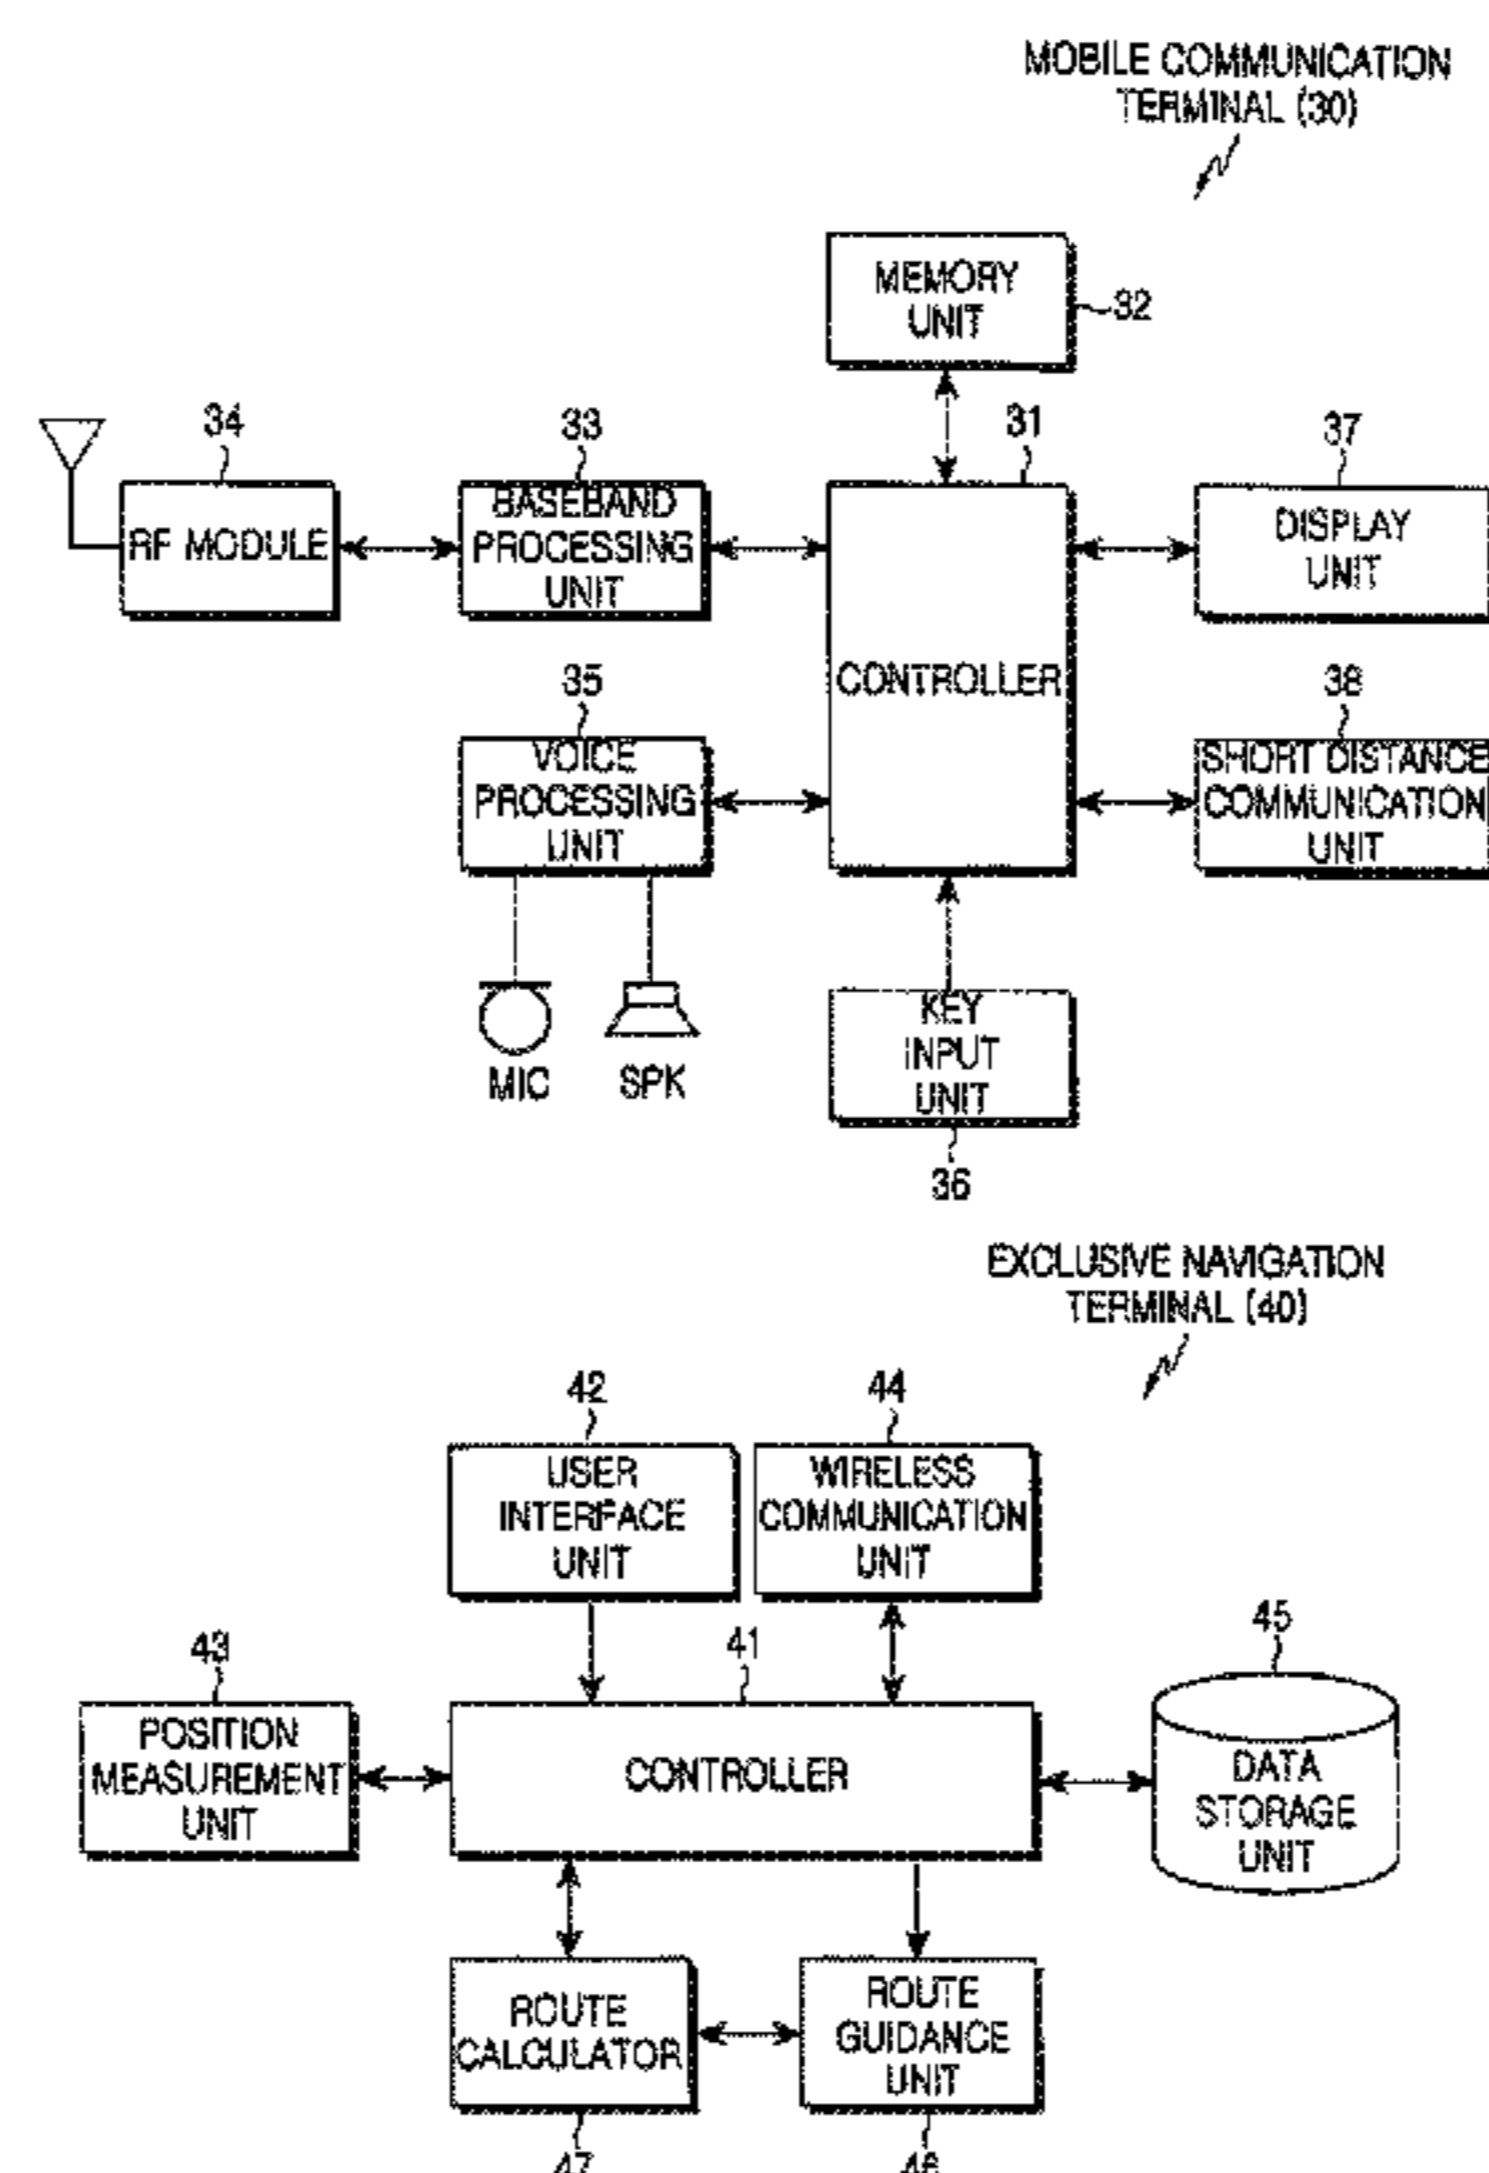 MOBILE COMMUNICATION
TERMINAL (30)
MEMORY
UNIT
32
34
33
31
37
RF MODULE
BASEBAND
PROCESSING
UNIT
DISPLAY
UNIT
CONTROLLER
35
38
VOICE
PROCESSING
UNIT
SHORT DISTANCE
COMMUNICATION
UNIT
MIC
SPK
KEY
INPUT
UNIT
36
EXCLUSIVE NAVIGATION
TERMINAL (40)
42
44
USER
INTERFACE
UNIT
WIRELESS
COMMUNICATION
UNIT
43
41
45
POSITION
MEASUREMENT
UNIT
CONTROLLER
DATA
STORAGE
UNIT
ROUTE
CALCULATOR
ROUTE
GUIDANCE
UNIT
47
46